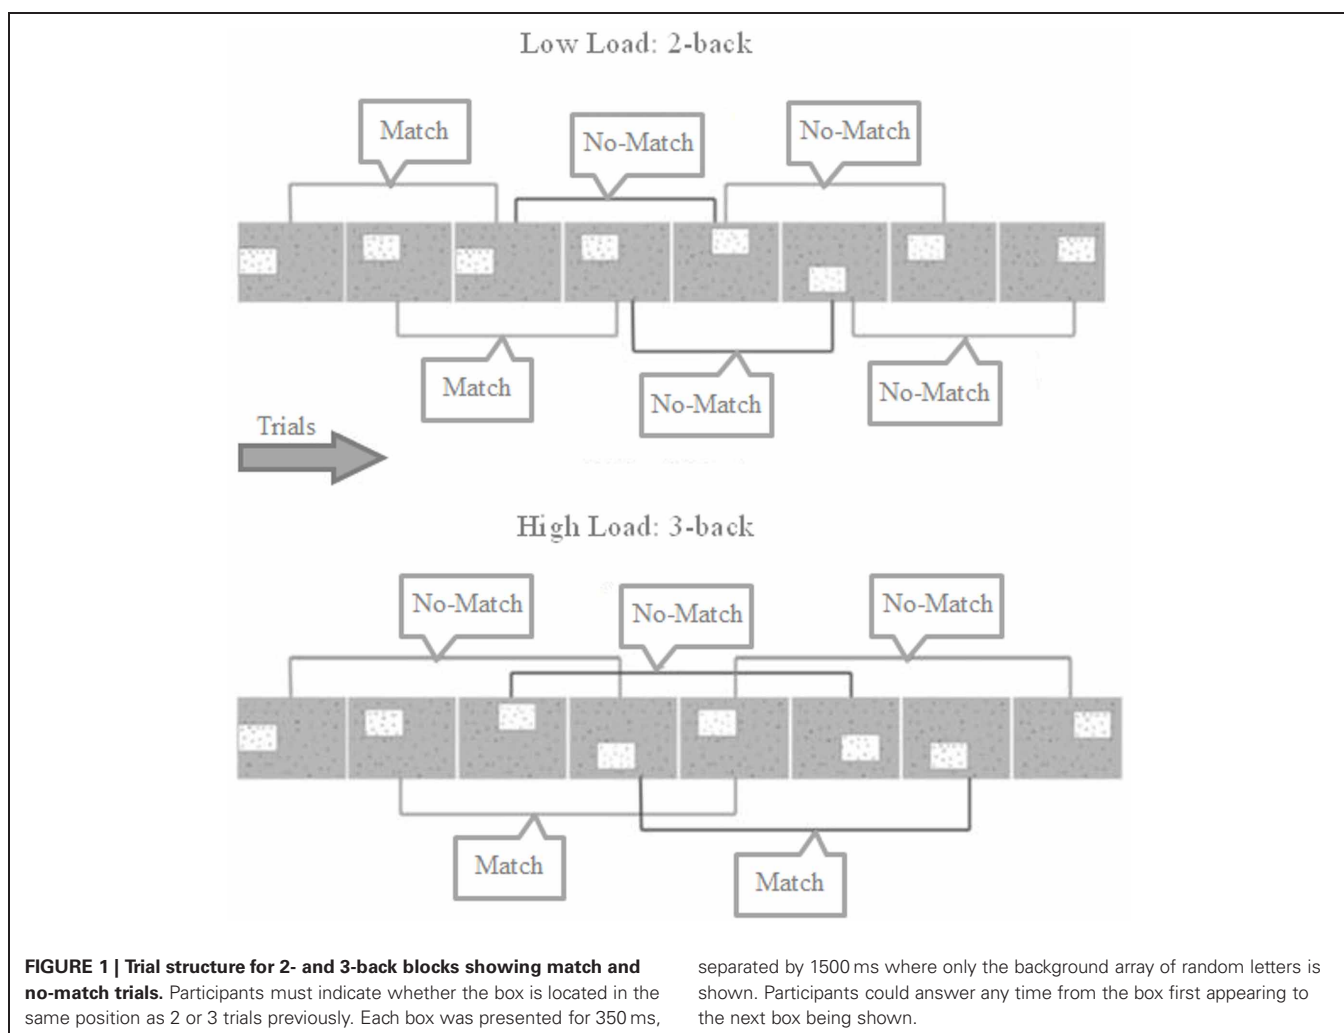 Low Load: 2-back
Match
No-Match
No-Match
Match
No-Match
No-Match
Trials
High Load: 3-back
No-Match
No-Match
No-Match
Match
Match
FIGURE 1 | Trial structure for 2- and 3-back blocks showing match and
no-match trials. Participants must indicate whether the box is located in the
same position as 2 or 3 trials previously. Each box was presented for 350 ms,
separated by 1500 ms where only the background array of random letters is
shown. Participants could answer any time from the box first appearing to
the next box being shown.